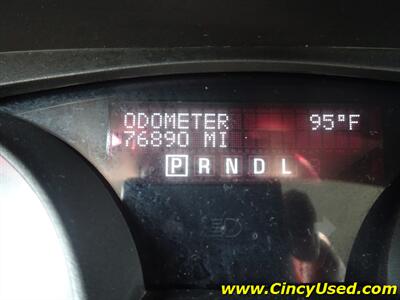 ODOMETER 95°F
76890 MI
P R N D L
www.CincyUsed.com